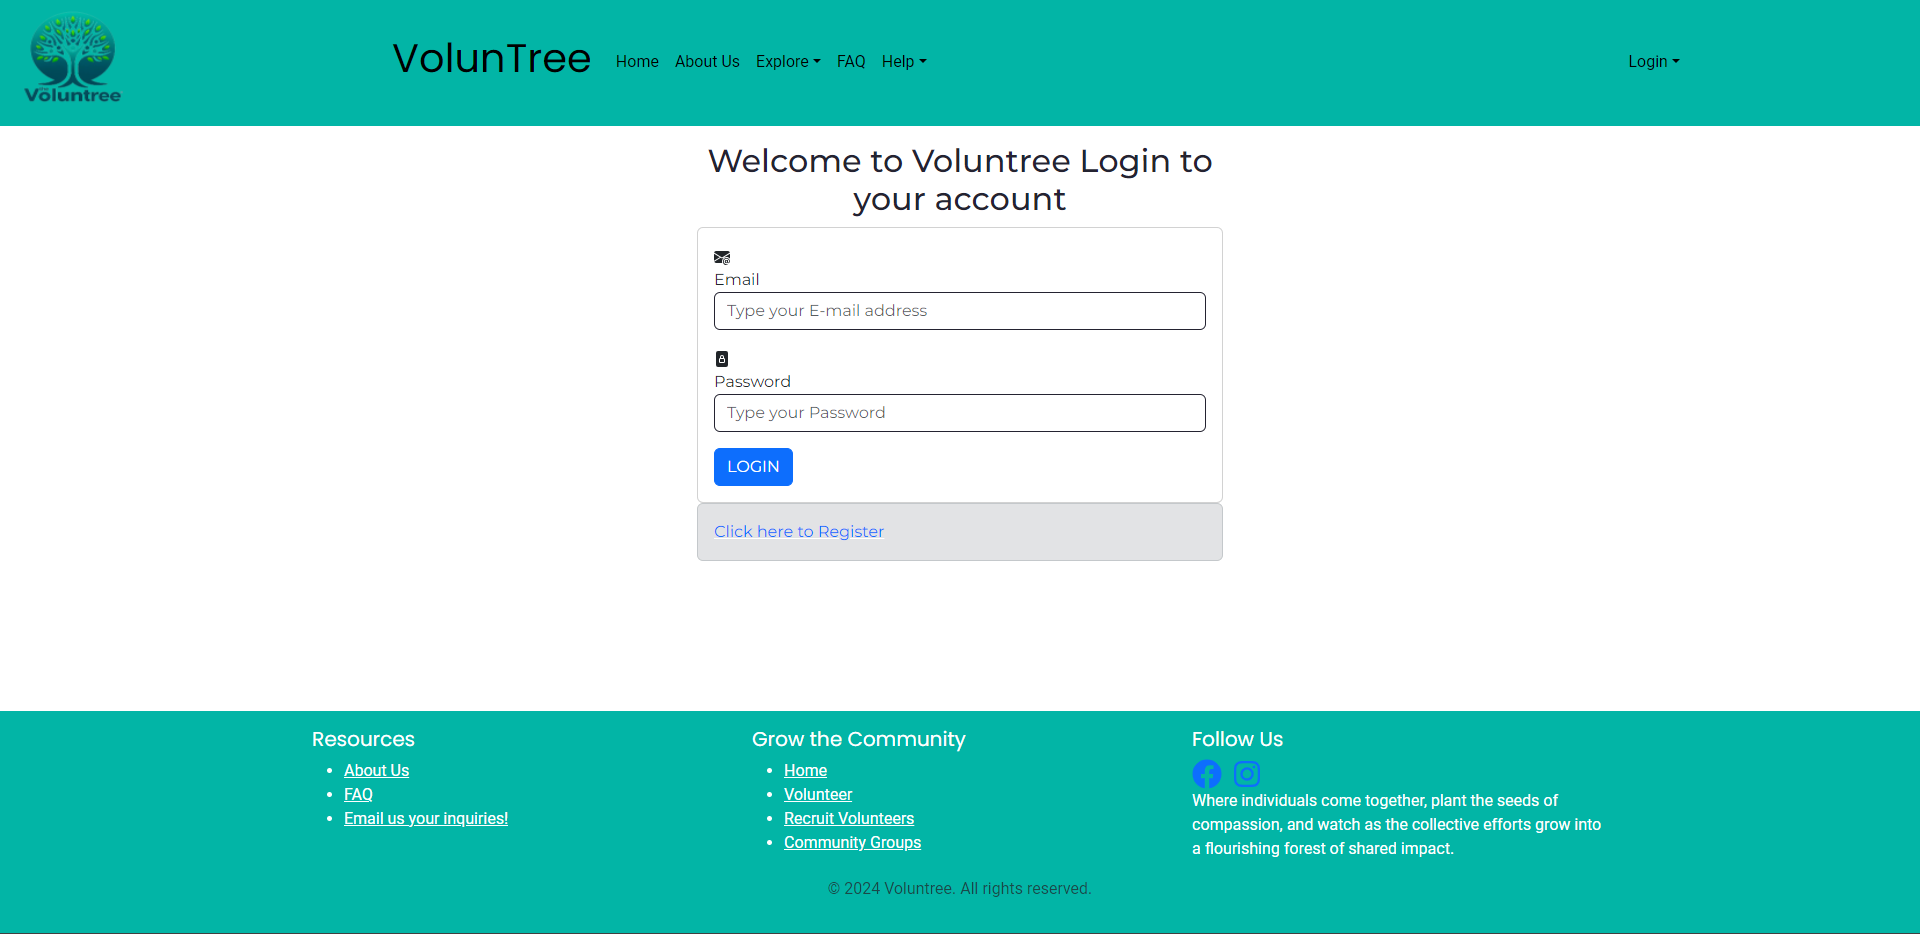 THE
Voluntree
VolunTree Home About Us Explore FAQ Help Login
Welcome to Voluntree Login to
your account
Email
Type your E-mail address
Password
Type your Password
LOGIN
Click here to Register
Resources
About Us
FAQ
Email us your inquiries!
Grow the Community
Home
Volunteer
Recruit Volunteers
Community Groups
Follow Us
Where individuals come together, plant the seeds of
compassion, and watch as the collective efforts grow into
a flourishing forest of shared impact.
© 2024 Voluntree. All rights reserved.